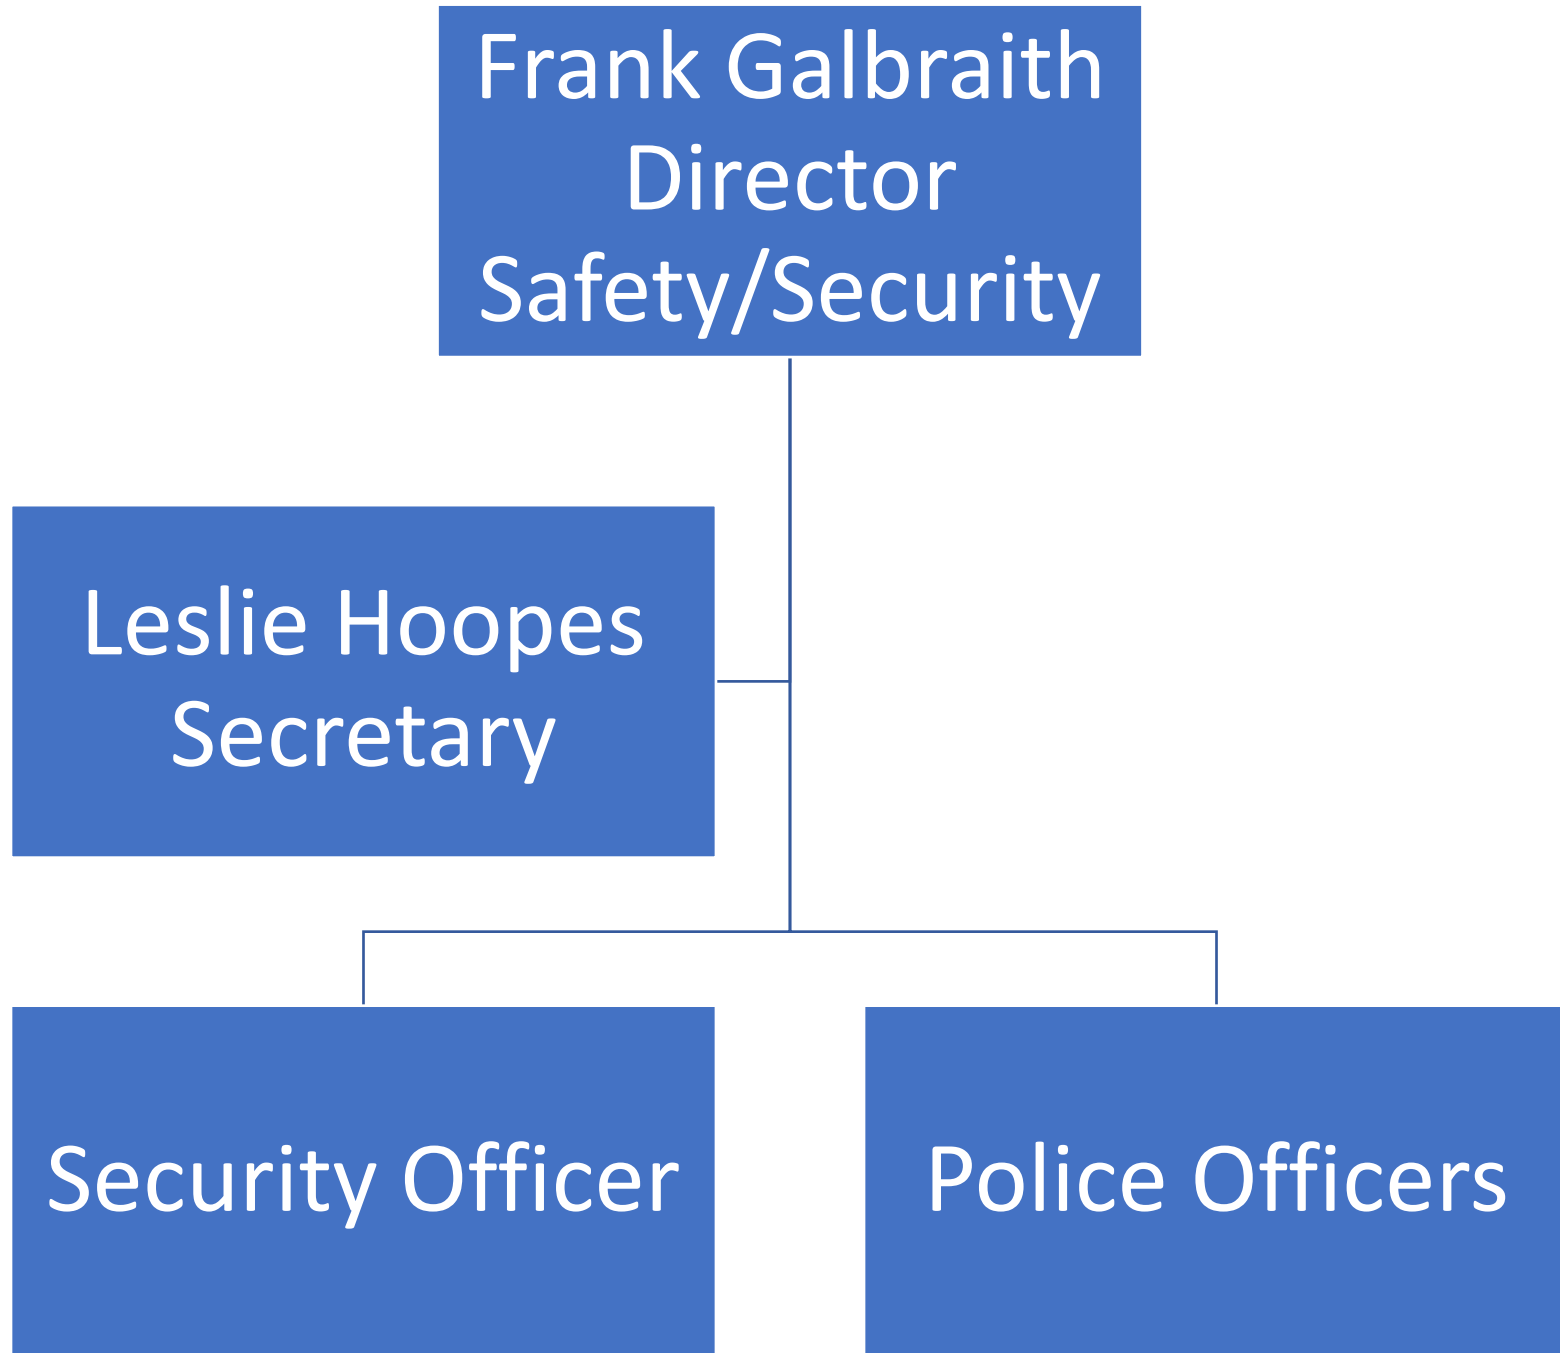 Frank Galbraith
Director
Safety/Security
Leslie Hoopes
Secretary
Security Officer
Police Officers